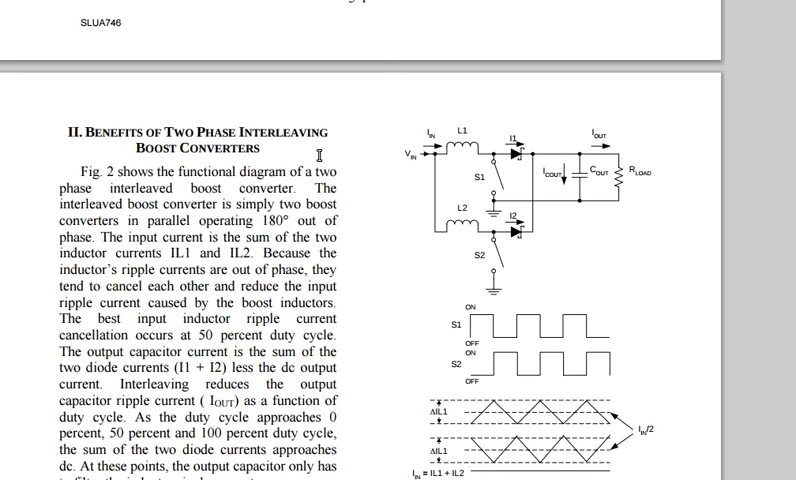 SLUA746
II. BENEFITS OF TWO PHASE INTERLEAVING
BOOST CONVERTERS
Fig. 2 shows the functional diagram of a two
phase interleaved boost converter. The
interleaved boost converter is simply two boost
converters in parallel operating 180° out of
phase. The input current is the sum of the two
inductor currents IL1 and IL2. Because the
inductor's ripple currents are out of phase, they
tend to cancel each other and reduce the input
ripple current caused by the boost inductors.
The best input inductor ripple current
cancellation occurs at 50 percent duty cycle.
The output capacitor current is the sum of the
two diode currents (I1 + I2) less the dc output
current. Interleaving reduces the output
capacitor ripple current ( IOUT) as a function of
duty cycle. As the duty cycle approaches 0
percent, 50 percent and 100 percent duty cycle,
the sum of the two diode currents approaches
dc. At these points, the output capacitor only has
IIN
L1
I1
IOUT
VIN
S1
ICOUT
COUT
RLOAD
L2
I2
S2
ON
S1
OFF
ON
S2
OFF
ΔIL1
IIN/2
ΔIL1
IIN = IL1 + IL2